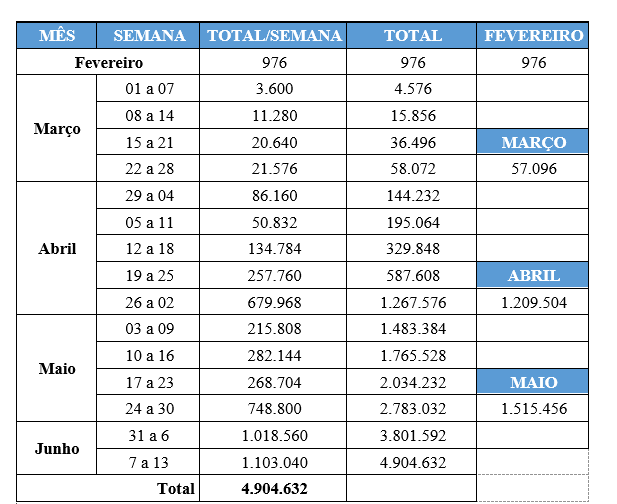 MÊS SEMANA TOTAL/SEMANA TOTAL FEVEREIRO
Fevereiro 976 976 976
01 a 07 3.600 4.576
08 a 14 11.280 15.856
Março 15 a 21 20.640 36.496 MARÇO
22 a 28 21.576 58.072 57.096
29 a 04 86.160 144.232
05 a 11 50.832 195.064
Abril 12 a 18 134.784 329.848
19 a 25 257.760 587.608 ABRIL
26 a 02 679.968 1.267.576 1.209.504
03 a 09 215.808 1.483.384
10 a 16 282.144 1.765.528
Maio 17 a 23 268.704 2.034.232 MAIO
24 a 30 748.800 2.783.032 1.515.456
Junho 31 a 6 1.018.560 3.801.592
7 a 13 1.103.040 4.904.632
Total 4.904.632